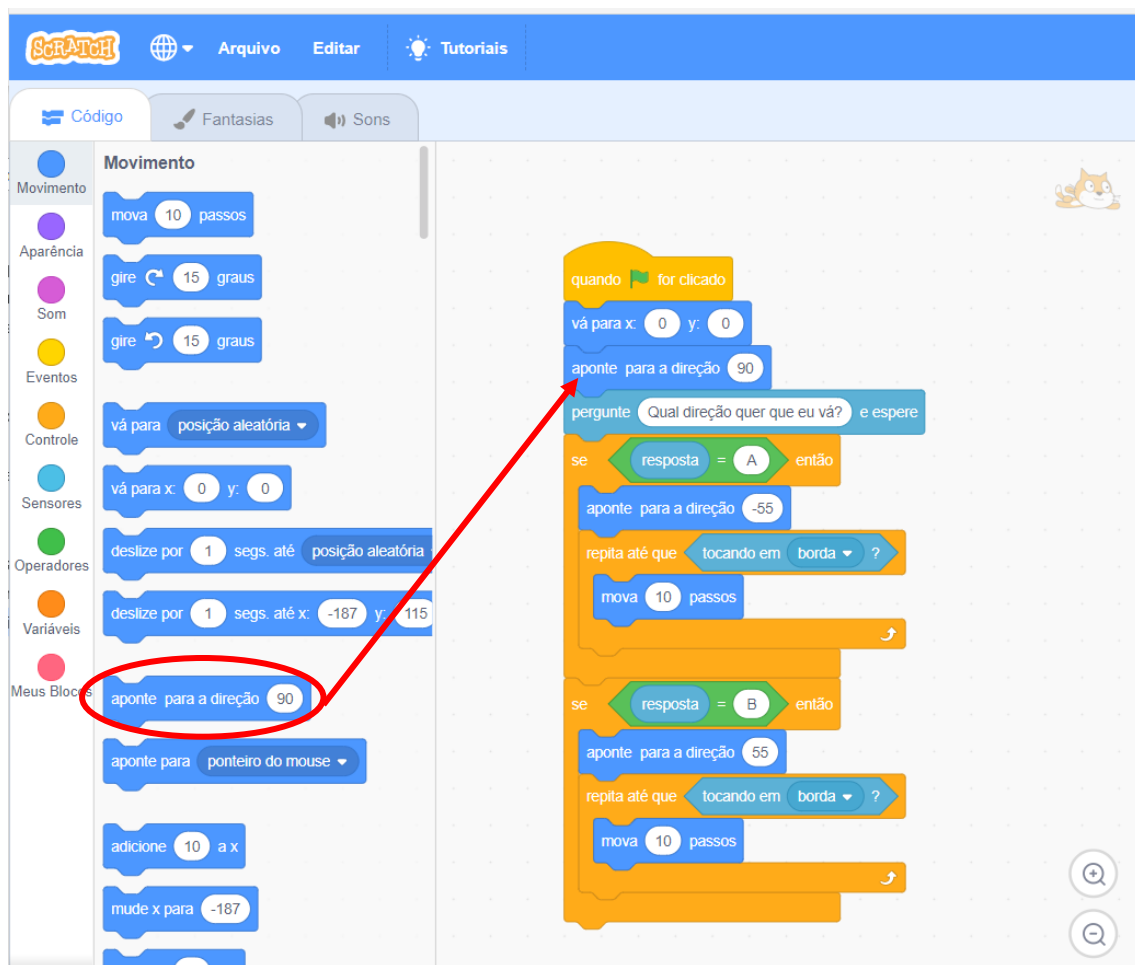 SCRATCH Arquivo Editar Tutoriais
Código Fantasias Sons
Movimento
Aparência
Som
Eventos
Controle
Sensores
Operadores
Variáveis
Meus Blocos
Movimento
mova 10 passos
gire 15 graus
gire 15 graus
vá para posição aleatória
vá para x: 0 y: 0
deslize por 1 segs. até posição aleatória
deslize por 1 segs. até x: -187 y: 115
aponte para a direção 90
aponte para ponteiro do mouse
adicione 10 a x
mude x para -187
quando for clicado
vá para x: 0 y: 0
aponte para a direção 90
pergunte Qual direção quer que eu vá? e espere
se resposta = A então
aponte para a direção -55
repita até que tocando em borda ?
mova 10 passos
se resposta = B então
aponte para a direção 55
repita até que tocando em borda ?
mova 10 passos